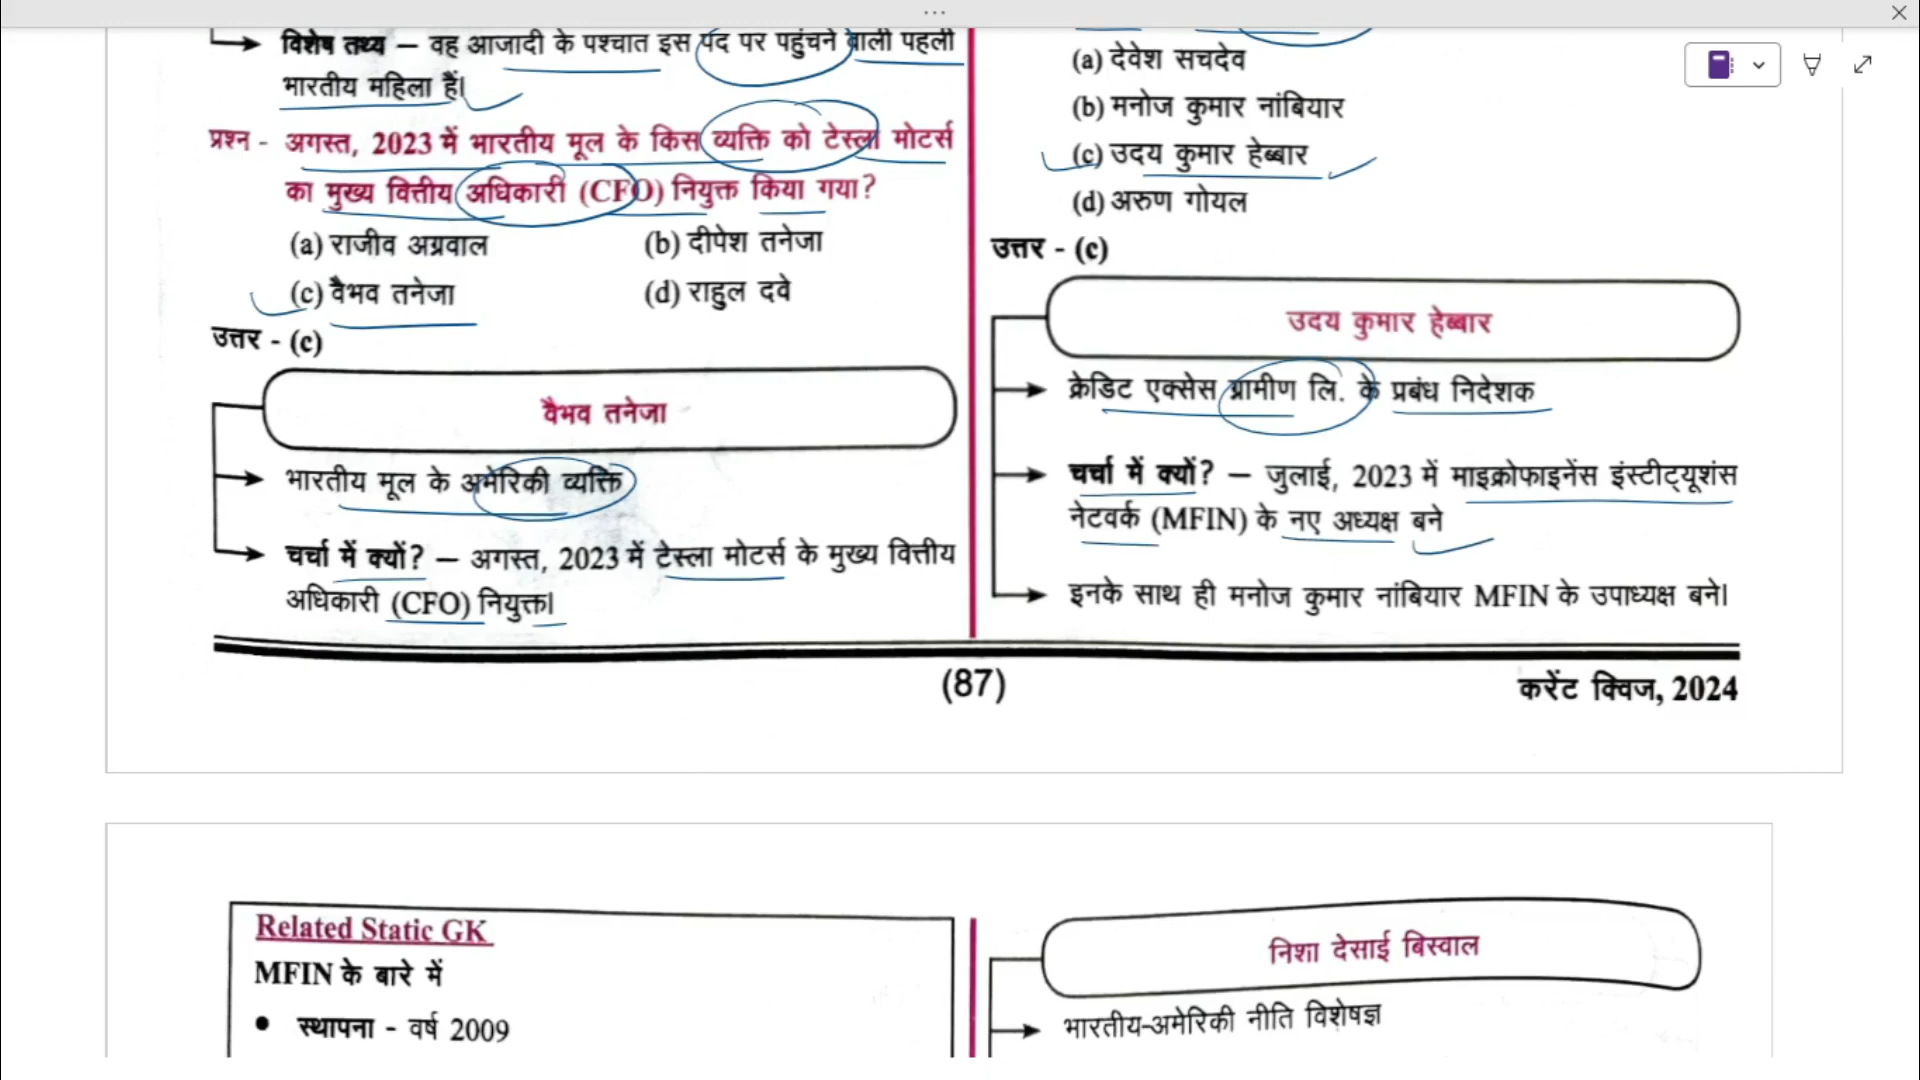 विशेष तथ्य – वह आजादी के पश्चात इस पद पर पहुंचने वाली पहली
भारतीय महिला हैं।
प्रश्न - अगस्त, 2023 में भारतीय मूल के किस व्यक्ति को टेस्ला मोटर्स
का मुख्य वित्तीय अधिकारी (CFO) नियुक्त किया गया?
(a) राजीव अग्रवाल (b) दीपेश तनेजा
(c) वैभव तनेजा (d) राहुल दवे
उत्तर - (c)
वैभव तनेजा
भारतीय मूल के अमेरिकी व्यक्ति
चर्चा में क्यों? – अगस्त, 2023 में टेस्ला मोटर्स के मुख्य वित्तीय
अधिकारी (CFO) नियुक्त।
(a) देवेश सचदेव
(b) मनोज कुमार नांबियार
(c) उदय कुमार हेब्बार
(d) अरुण गोयल
उत्तर - (c)
उदय कुमार हेब्बार
क्रेडिट एक्सेस ग्रामीण लि. के प्रबंध निदेशक
चर्चा में क्यों? – जुलाई, 2023 में माइक्रोफाइनेंस इंस्टीट्यूशंस
नेटवर्क (MFIN) के नए अध्यक्ष बने
इनके साथ ही मनोज कुमार नांबियार MFIN के उपाध्यक्ष बने।
(87)
करेंट क्विज, 2024
Related Static GK
MFIN के बारे में
• स्थापना - वर्ष 2009
निशा देसाई बिस्वाल
भारतीय-अमेरिकी नीति विशेषज्ञ